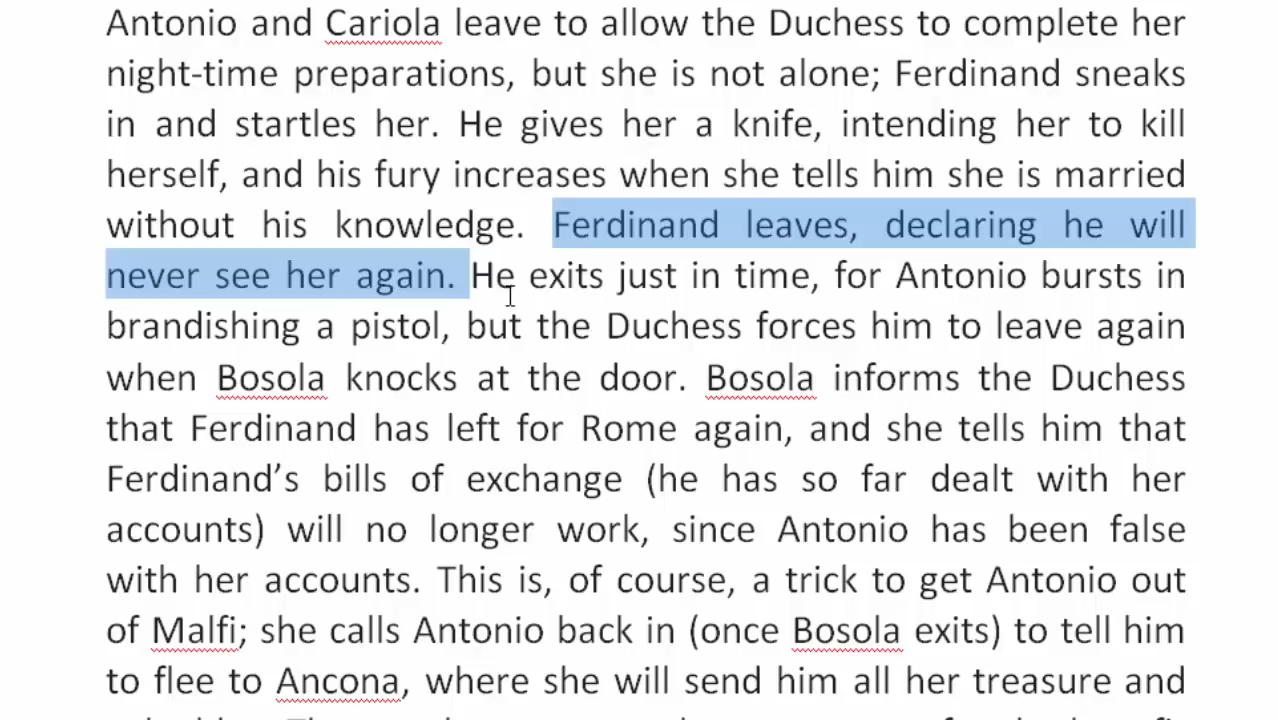 Antonio and Cariola leave to allow the Duchess to complete her
night-time preparations, but she is not alone; Ferdinand sneaks
in and startles her. He gives her a knife, intending her to kill
herself, and his fury increases when she tells him she is married
without his knowledge. Ferdinand leaves, declaring he will
never see her again. He exits just in time, for Antonio bursts in
brandishing a pistol, but the Duchess forces him to leave again
when Bosola knocks at the door. Bosola informs the Duchess
that Ferdinand has left for Rome again, and she tells him that
Ferdinand’s bills of exchange (he has so far dealt with her
accounts) will no longer work, since Antonio has been false
with her accounts. This is, of course, a trick to get Antonio out
of Malfi; she calls Antonio back in (once Bosola exits) to tell him
to flee to Ancona, where she will send him all her treasure and